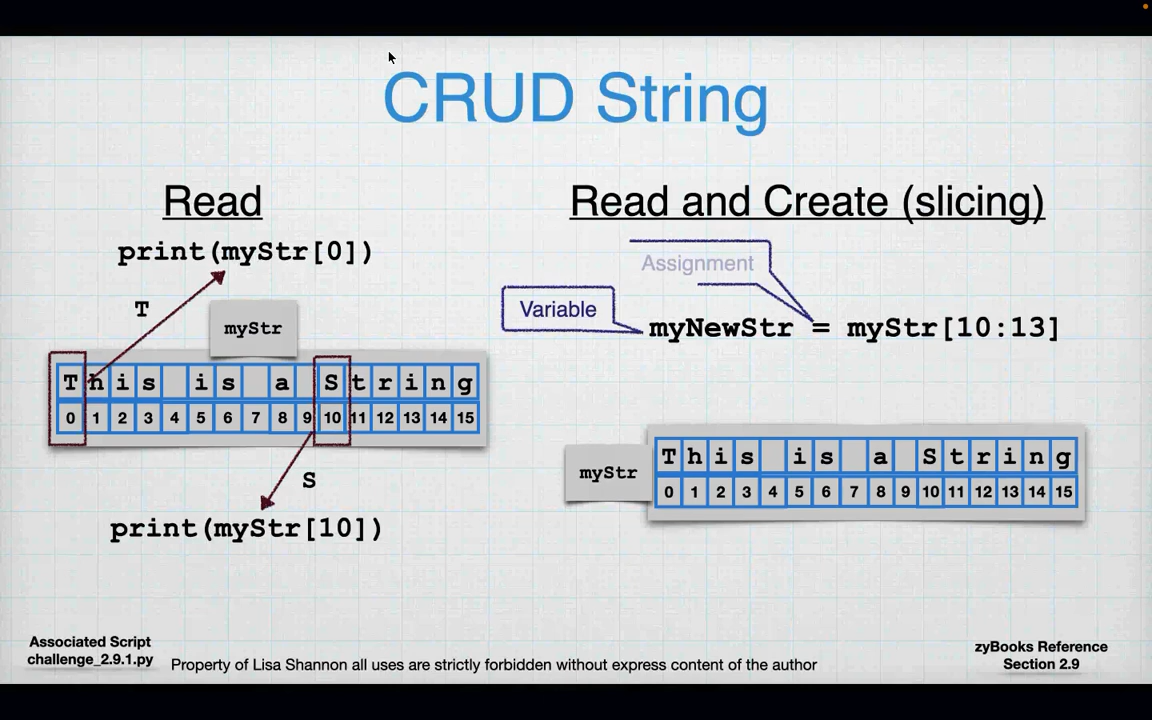 CRUD String
Read
print(myStr[0])
T
myStr
T h i s   i s   a   S t r i n g
0 1 2 3 4 5 6 7 8 9 10 11 12 13 14 15
S
print(myStr[10])
Read and Create (slicing)
Assignment
Variable
myNewStr = myStr[10:13]
myStr
T h i s   i s   a   S t r i n g
0 1 2 3 4 5 6 7 8 9 10 11 12 13 14 15
Associated Script
challenge_2.9.1.py
Property of Lisa Shannon all uses are strictly forbidden without express content of the author
zyBooks Reference
Section 2.9